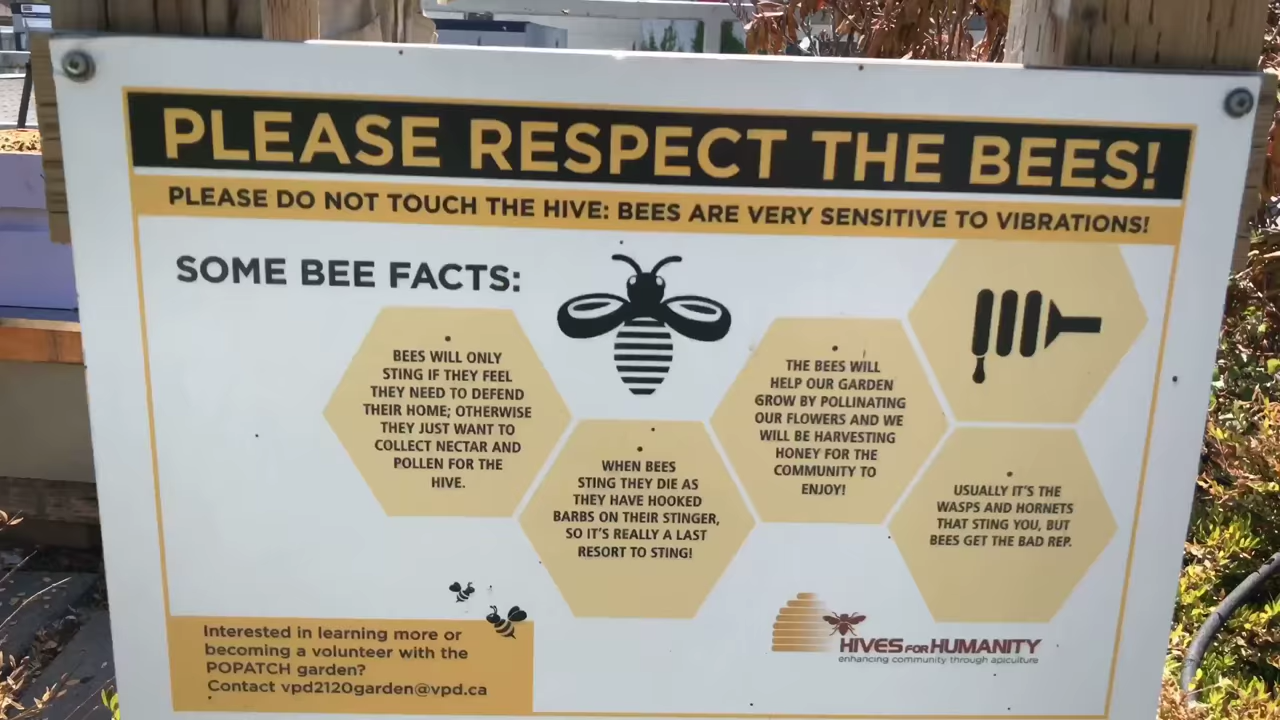 PLEASE RESPECT THE BEES!
PLEASE DO NOT TOUCH THE HIVE: BEES ARE VERY SENSITIVE TO VIBRATIONS!
SOME BEE FACTS:
BEES WILL ONLY
STING IF THEY FEEL
THEY NEED TO DEFEND
THEIR HOME; OTHERWISE
THEY JUST WANT TO
COLLECT NECTAR AND
POLLEN FOR THE
HIVE.
WHEN BEES
STING THEY DIE AS
THEY HAVE HOOKED
BARBS ON THEIR STINGER,
SO IT'S REALLY A LAST
RESORT TO STING!
THE BEES WILL
HELP OUR GARDEN
GROW BY POLLINATING
OUR FLOWERS AND WE
WILL BE HARVESTING
HONEY FOR THE
COMMUNITY TO
ENJOY!
USUALLY IT'S THE
WASPS AND HORNETS
THAT STING YOU, BUT
BEES GET THE BAD REP.
Interested in learning more or
becoming a volunteer with the
POPATCH garden?
Contact vpd2120garden@vpd.ca
HIVES FOR HUMANITY
enhancing community through apiculture